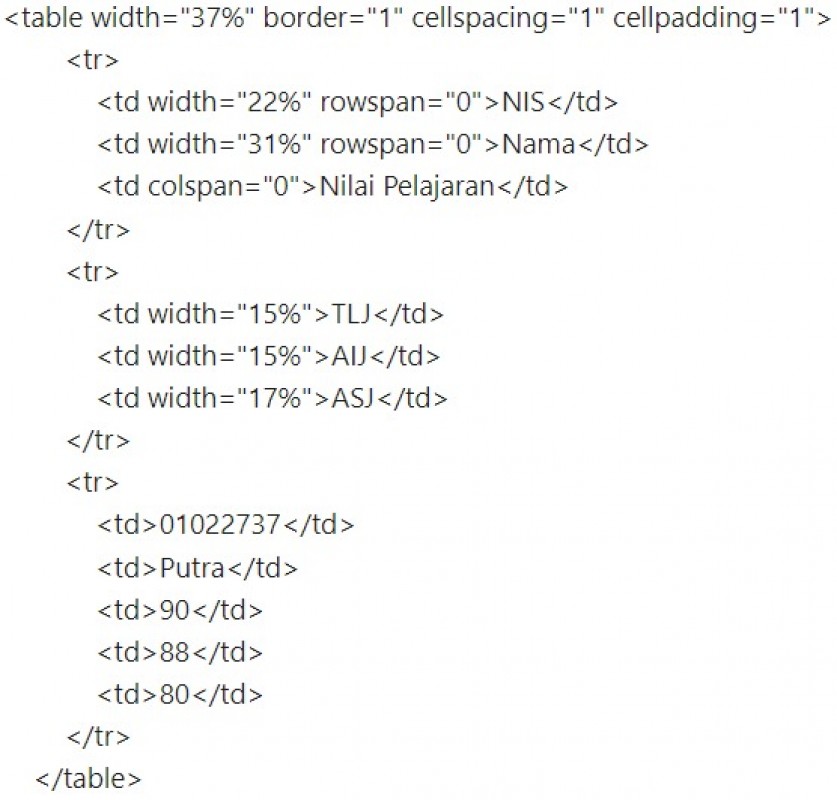 <table width="37%" border="1" cellspacing="1" cellpadding="1">
<tr>
<td width="22%" rowspan="0">NIS</td>
<td width="31%" rowspan="0">Nama</td>
<td colspan="0">Nilai Pelajaran</td>
</tr>
<tr>
<td width="15%">TLJ</td>
<td width="15%">AIJ</td>
<td width="17%">ASJ</td>
</tr>
<tr>
<td>01022737</td>
<td>Putra</td>
<td>90</td>
<td>88</td>
<td>80</td>
</tr>
</table>